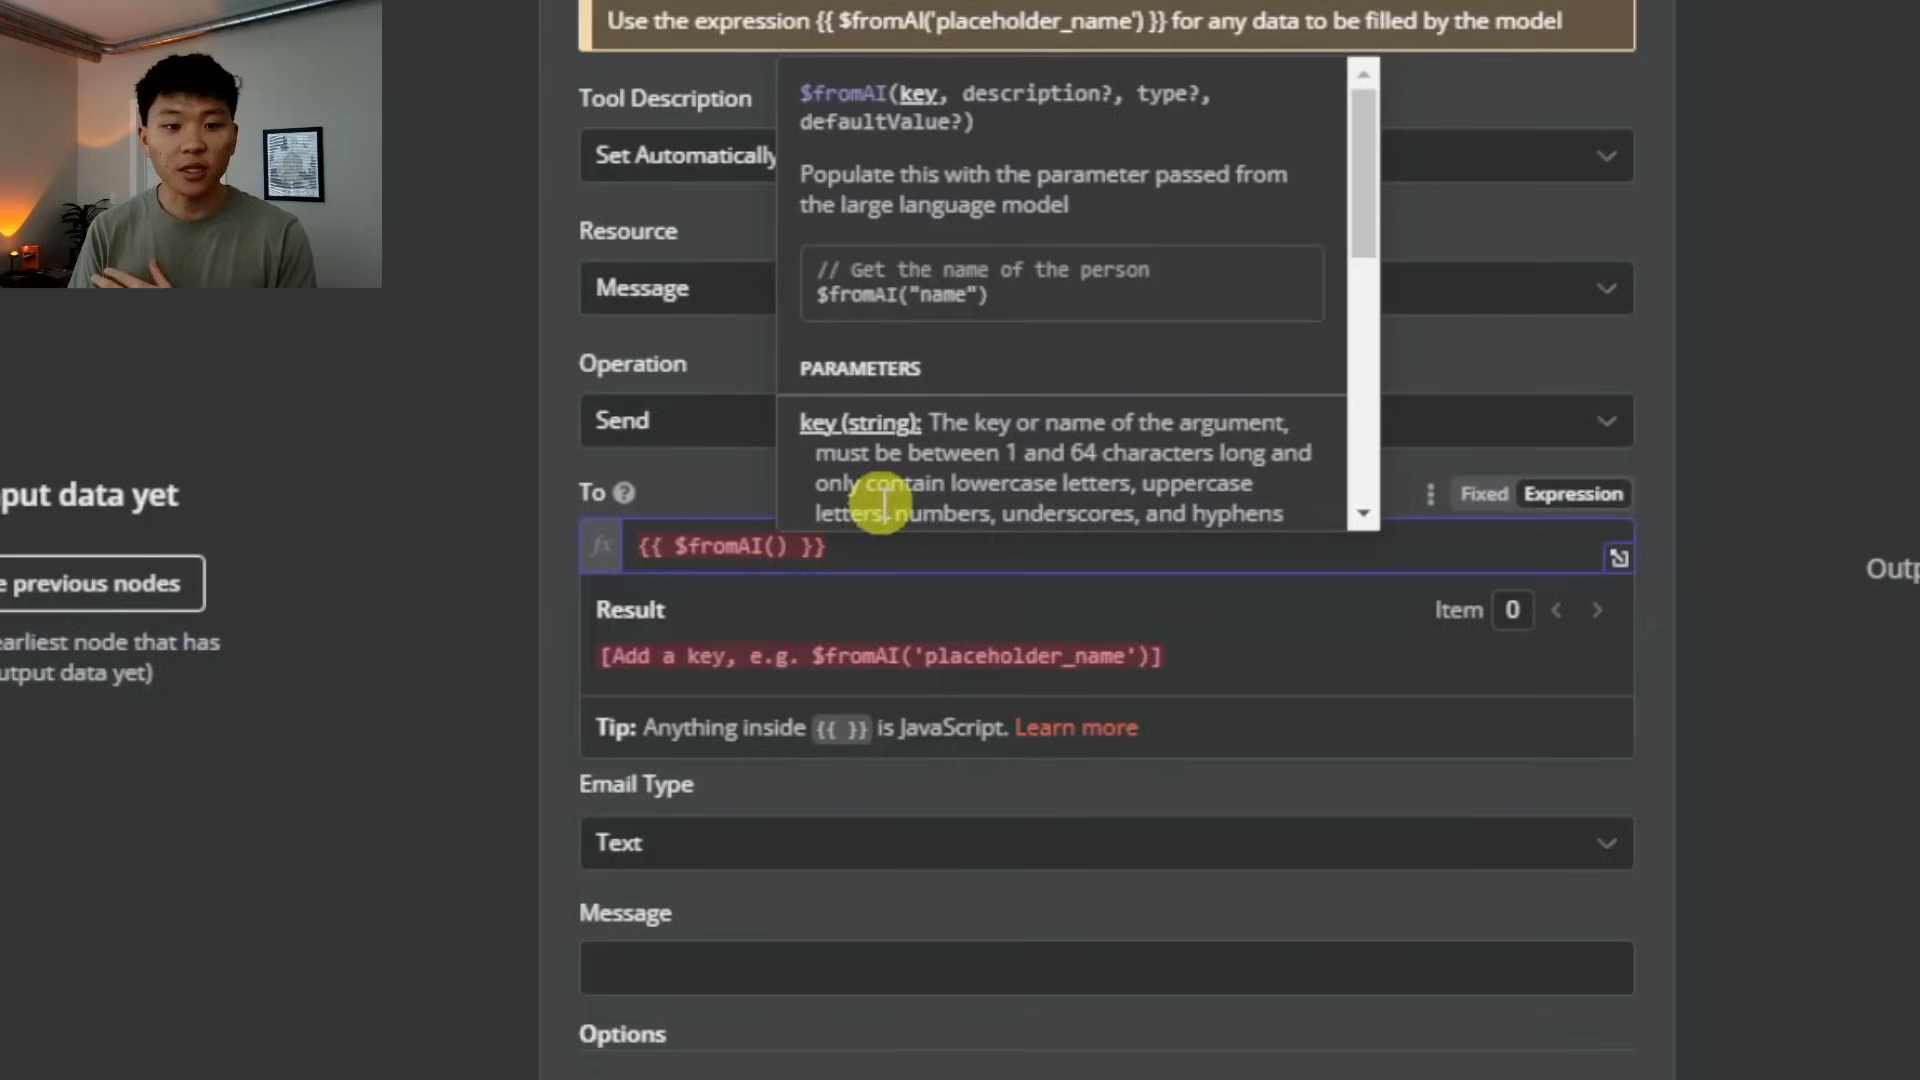 Use the expression {{ $fromAI('placeholder_name') }} for any data to be filled by the model
Tool Description
Set Automatically
$fromAI(key, description?, type?,
defaultValue?)
Populate this with the parameter passed from
the large language model
// Get the name of the person
$fromAI("name")
PARAMETERS
key (string): The key or name of the argument,
must be between 1 and 64 characters long and
only contain lowercase letters, uppercase
letters, numbers, underscores, and hyphens
Resource
Message
Operation
Send
To
Fixed
Expression
fx
{{ $fromAI() }}
Result
Item 0
[Add a key, e.g. $fromAI('placeholder_name')]
Tip: Anything inside {{ }} is JavaScript. Learn more
Email Type
Text
Message
Options
put data yet
e previous nodes
earliest node that has
utput data yet)
Outp